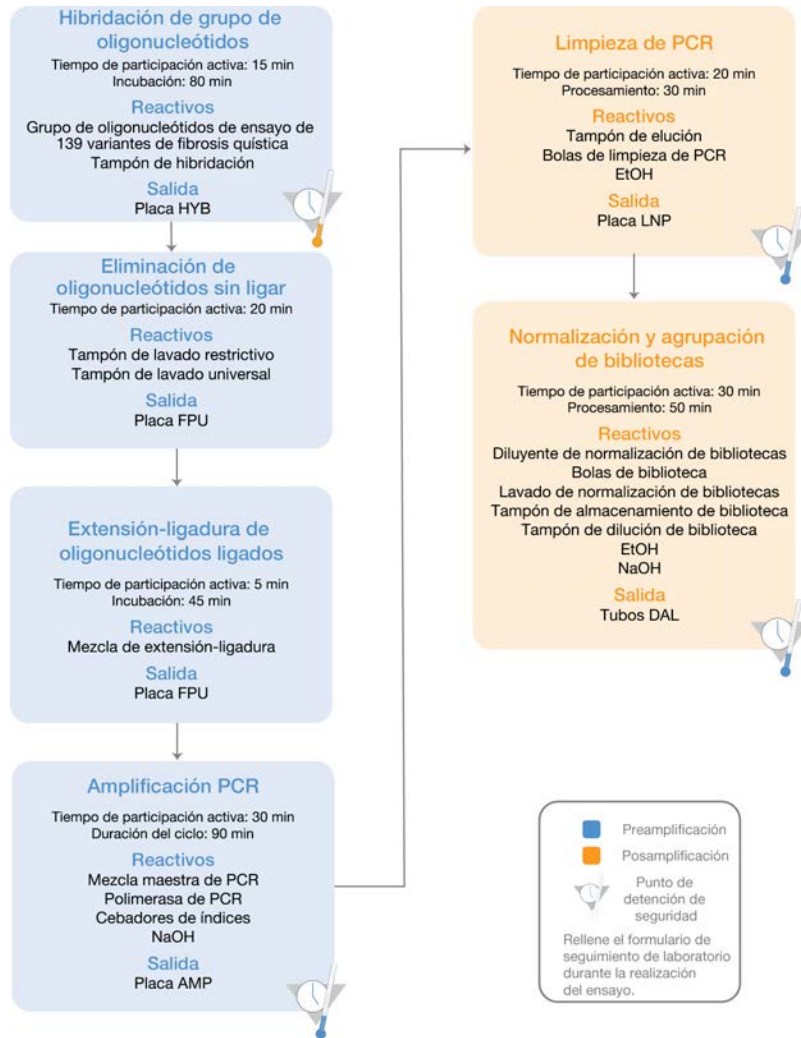 Hibridación de grupo de
oligonucleótidos
Tiempo de participación activa: 15 min
Incubación: 80 min
Reactivos
Grupo de oligonucleótidos de ensayo de
139 variantes de fibrosis quística
Tampón de hibridación
Salida
Placa HYB
Eliminación de
oligonucleótidos sin ligar
Tiempo de participación activa: 20 min
Reactivos
Tampón de lavado restrictivo
Tampón de lavado universal
Salida
Placa FPU
Extensión-ligadura de
oligonucleótidos ligados
Tiempo de participación activa: 5 min
Incubación: 45 min
Reactivos
Mezcla de extensión-ligadura
Salida
Placa FPU
Amplificación PCR
Tiempo de participación activa: 30 min
Duración del ciclo: 90 min
Reactivos
Mezcla maestra de PCR
Polimerasa de PCR
Cebadores de índices
NaOH
Salida
Placa AMP
Limpieza de PCR
Tiempo de participación activa: 20 min
Procesamiento: 30 min
Reactivos
Tampón de elución
Bolas de limpieza de PCR
EtOH
Salida
Placa LNP
Normalización y agrupación
de bibliotecas
Tiempo de participación activa: 30 min
Procesamiento: 50 min
Reactivos
Diluyente de normalización de bibliotecas
Bolas de biblioteca
Lavado de normalización de bibliotecas
Tampón de almacenamiento de biblioteca
Tampón de dilución de biblioteca
EtOH
NaOH
Salida
Tubos DAL
Preamplificación
Posamplificación
Punto de
detención de
seguridad
Rellene el formulario de
seguimiento de laboratorio
durante la realización
del ensayo.